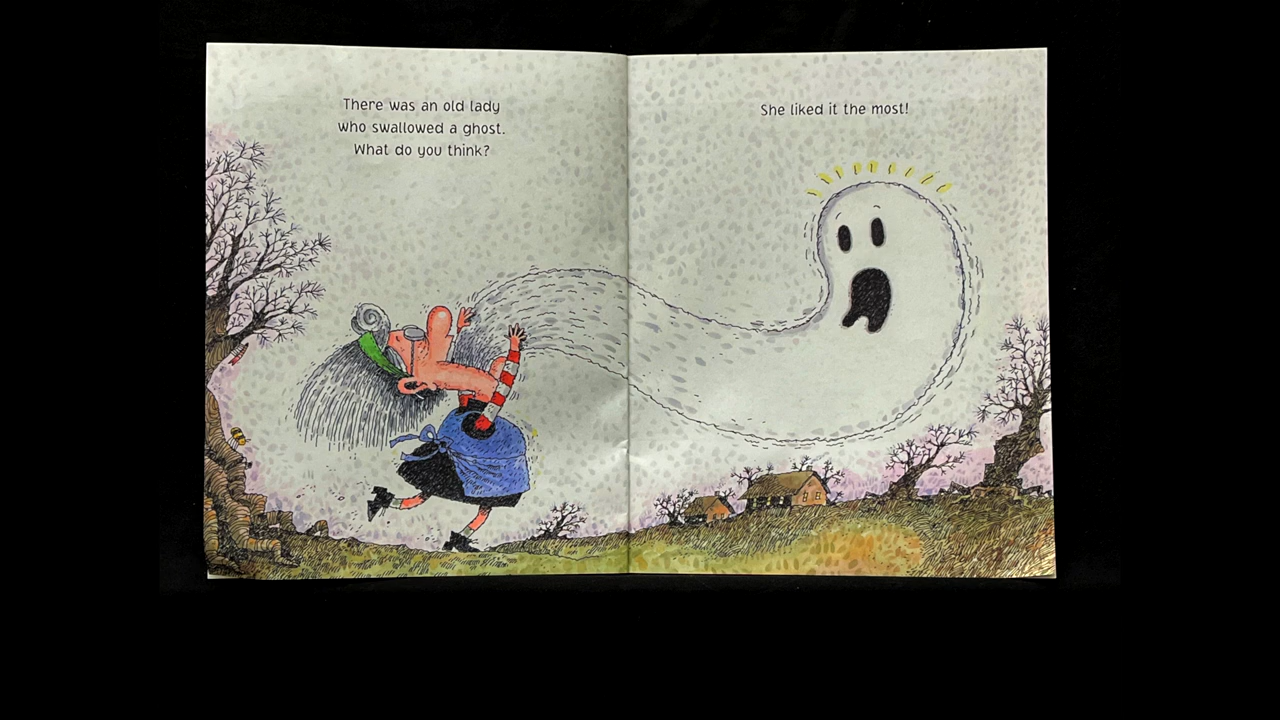 There was an old lady
who swallowed a ghost.
What do you think?
She liked it the most!